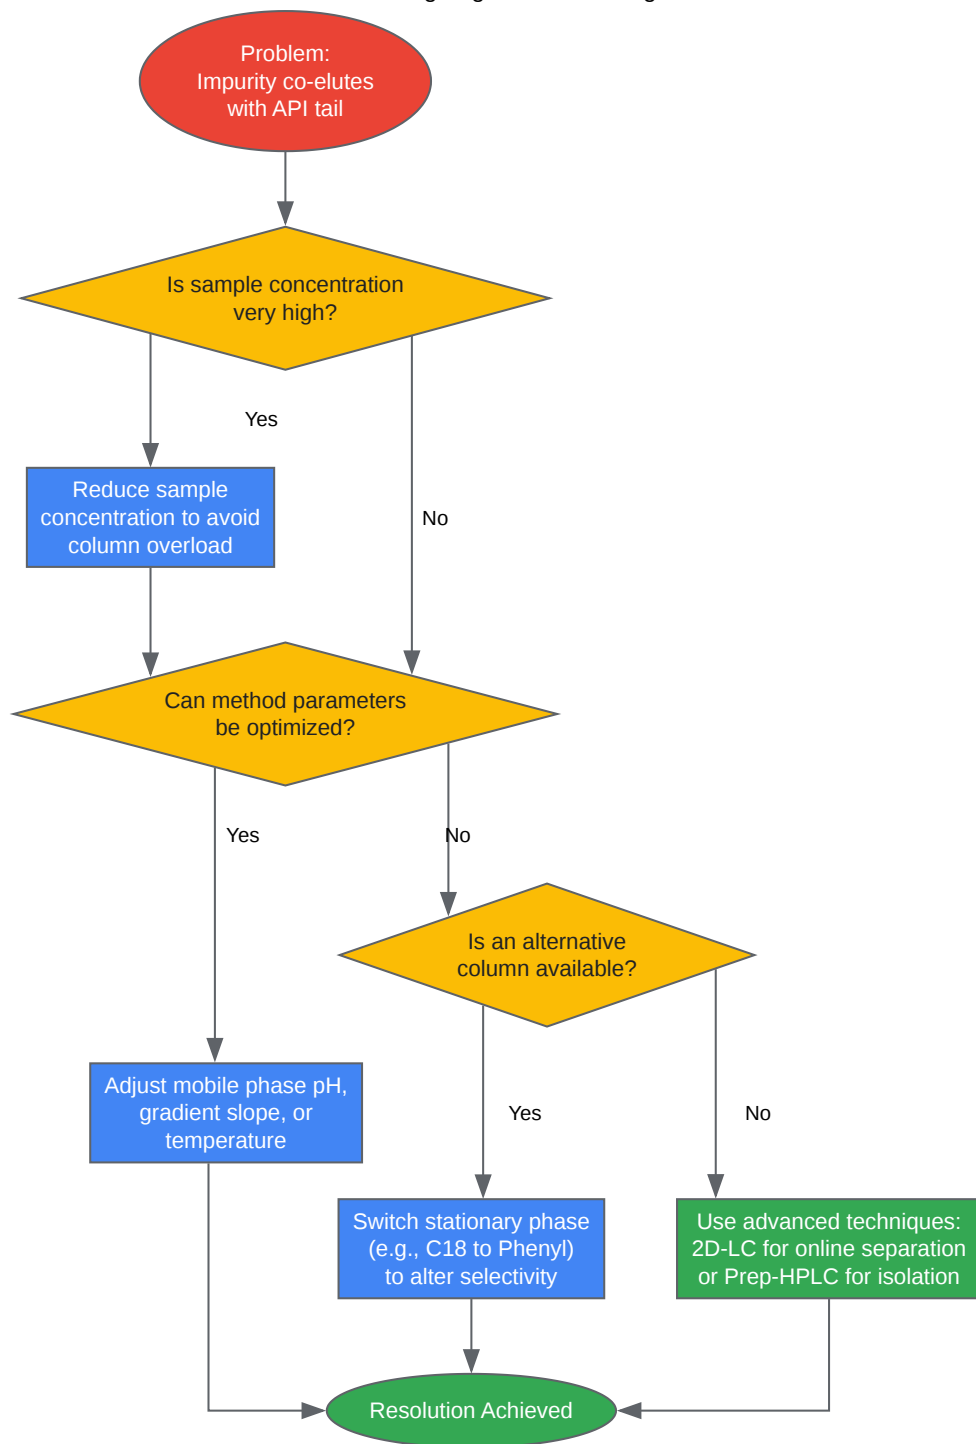 Problem:
Impurity co-elutes
with API tail
Is sample concentration
very high?
Yes
Reduce sample
concentration to avoid
column overload
No
Can method parameters
be optimized?
Yes
No
Is an alternative
column available?
Adjust mobile phase pH,
gradient slope, or
temperature
Yes
No
Switch stationary phase
(e.g., C18 to Phenyl)
to alter selectivity
Use advanced techniques:
2D-LC for online separation
or Prep-HPLC for isolation
Resolution Achieved